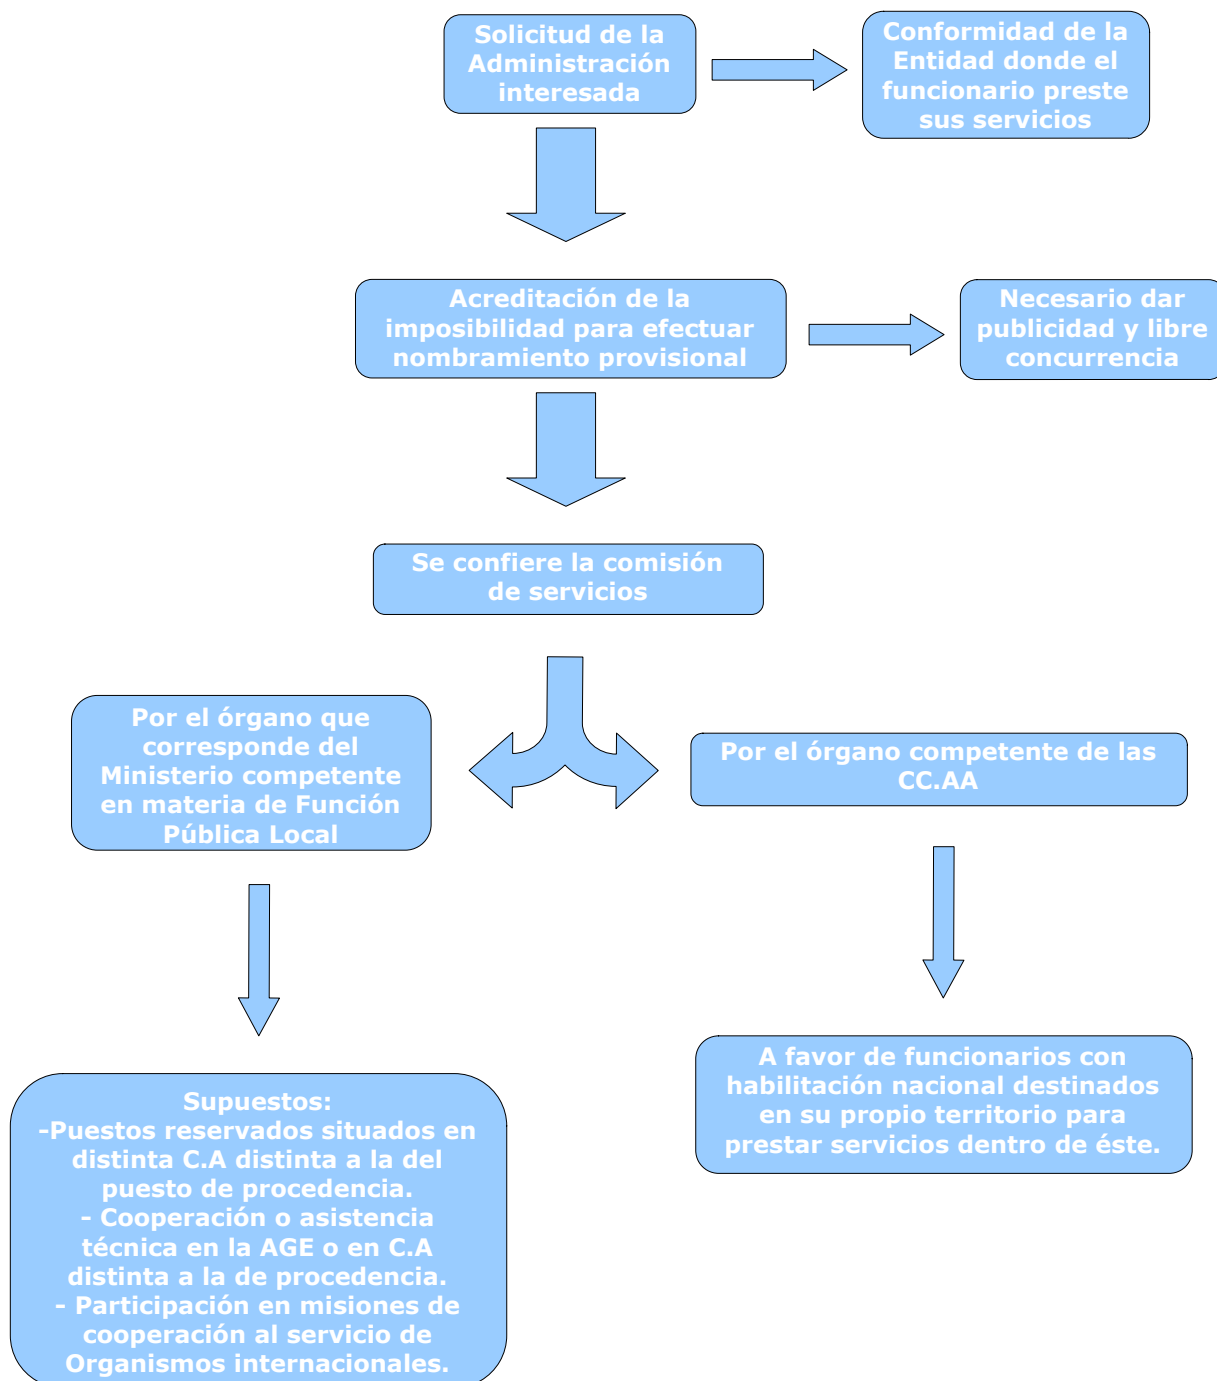 Solicitud de la
Administración
interesada
Conformidad de la
Entidad donde el
funcionario preste
sus servicios
Acreditación de la
imposibilidad para efectuar
nombramiento provisional
Necesario dar
publicidad y libre
concurrencia
Se confiere la comisión
de servicios
Por el órgano que
corresponde del
Ministerio competente
en materia de Función
Pública Local
Por el órgano competente de las
CC.AA
Supuestos:
-Puestos reservados situados en
distinta C.A distinta a la del
puesto de procedencia.
- Cooperación o asistencia
técnica en la AGE o en C.A
distinta a la de procedencia.
- Participación en misiones de
cooperación al servicio de
Organismos internacionales.
A favor de funcionarios con
habilitación nacional destinados
en su propio territorio para
prestar servicios dentro de éste.